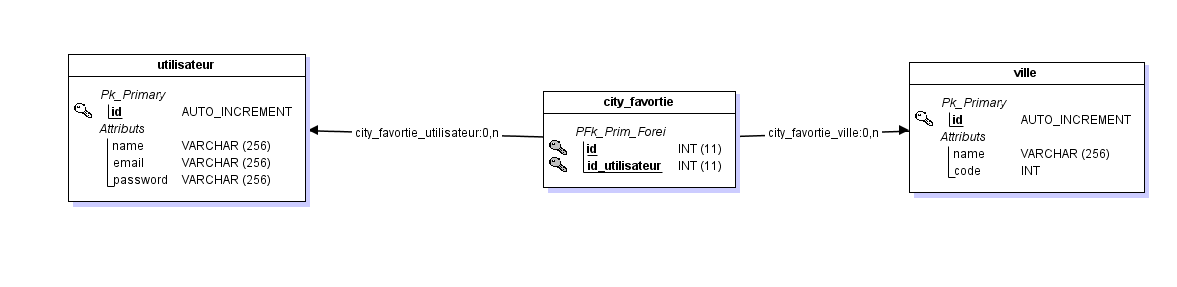 utilisateur
Pk_Primary
id AUTO_INCREMENT
Attributs
name VARCHAR (256)
email VARCHAR (256)
password VARCHAR (256)
city_favortie_utilisateur:0,n
city_favortie
PFk_Prim_Forei
id INT (11)
id_utilisateur INT (11)
city_favortie_ville:0,n
ville
Pk_Primary
id AUTO_INCREMENT
Attributs
name VARCHAR (256)
code INT